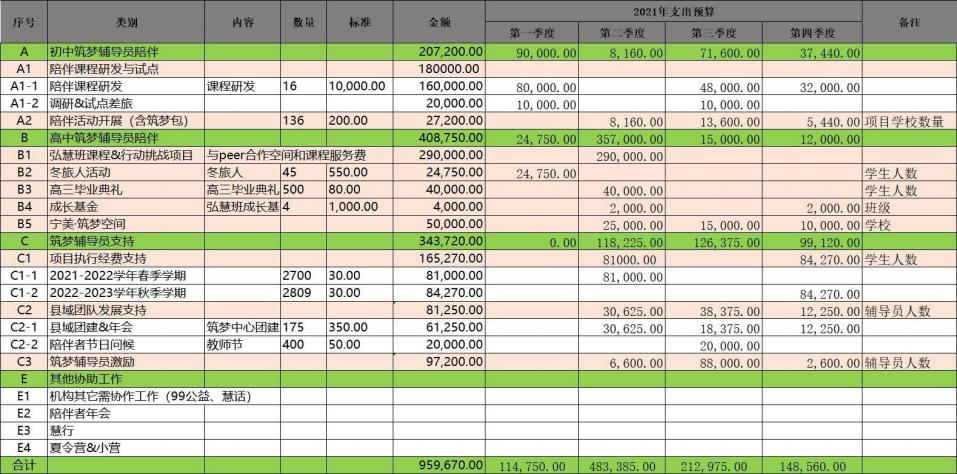 序号 类别 内容 数量 标准 金额 2021年支出预算 备注
第一季度 第二季度 第三季度 第四季度
A 初中筑梦辅导员陪伴 207,200.00 90,000.00 8,160.00 71,600.00 37,440.00
A1 陪伴课程研发与试点 180000.00
A1-1 陪伴课程研发 课程研发 16 10,000.00 160,000.00 80,000.00 48,000.00 32,000.00
A1-2 调研&试点差旅 20,000.00 10,000.00 10,000.00
A2 陪伴活动开展（含筑梦包） 136 200.00 27,200.00 8,160.00 13,600.00 5,440.00 项目学校数量
B 高中筑梦辅导员陪伴 408,750.00 24,750.00 357,000.00 15,000.00 12,000.00
B1 弘慧班课程&行动挑战项目 与peer合作空间和课程服务费 290,000.00 290,000.00
B2 冬旅人活动 冬旅人 45 550.00 24,750.00 24,750.00 学生人数
B3 高三毕业典礼 高三毕业典礼 500 80.00 40,000.00 40,000.00 学生人数
B4 成长基金 弘慧班成长基 4 1,000.00 4,000.00 2,000.00 2,000.00 班级
B5 宁美·筑梦空间 50,000.00 25,000.00 15,000.00 10,000.00 学校
C 筑梦辅导员支持 343,720.00 0.00 118,225.00 126,375.00 99,120.00
C1 项目执行经费支持 165,270.00 81000.00 84,270.00 学生人数
C1-1 2021-2022学年春季学期 2700 30.00 81,000.00 81,000.00
C1-2 2022-2023学年秋季学期 2809 30.00 84,270.00 84,270.00
C2 县域团队发展支持 81,250.00 30,625.00 38,375.00 12,250.00 辅导员人数
C2-1 县域团建&年会 筑梦中心团建 175 350.00 61,250.00 30,625.00 18,375.00 12,250.00
C2-2 陪伴者节日问候 教师节 400 50.00 20,000.00 20,000.00
C3 筑梦辅导员激励 97,200.00 6,600.00 88,000.00 2,600.00 辅导员人数
E 其他协助工作
E1 机构其它需协作工作（99公益、慧话）
E2 陪伴者年会
E3 慧行
E4 夏令营&小营
合计 959,670.00 114,750.00 483,385.00 212,975.00 148,560.00